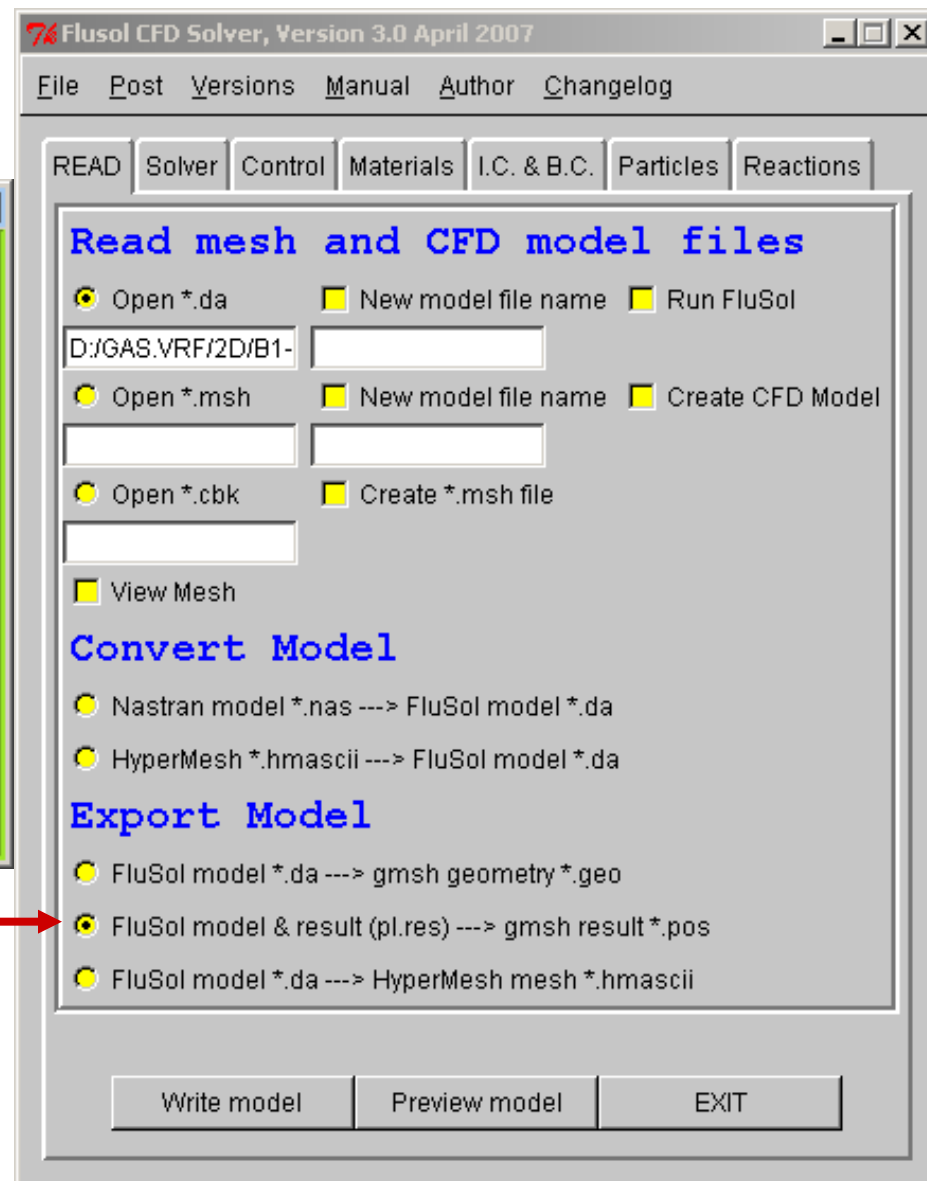 Flusol CFD Solver, Version 3.0 April 2007
File Post Versions Manual Author Changelog
READ Solver Control Materials I.C. & B.C. Particles Reactions
Read mesh and CFD model files
Open *.da New model file name Run FluSol
D:/GAS.VRF/2D/B1-
Open *.msh New model file name Create CFD Model
Open *.cbk Create *.msh file
View Mesh
Convert Model
Nastran model *.nas ---> FluSol model *.da
HyperMesh *.hmascii ---> FluSol model *.da
Export Model
FluSol model *.da ---> gmsh geometry *.geo
FluSol model & result (pl.res) ---> gmsh result *.pos
FluSol model *.da ---> HyperMesh mesh *.hmascii
Write model Preview model EXIT